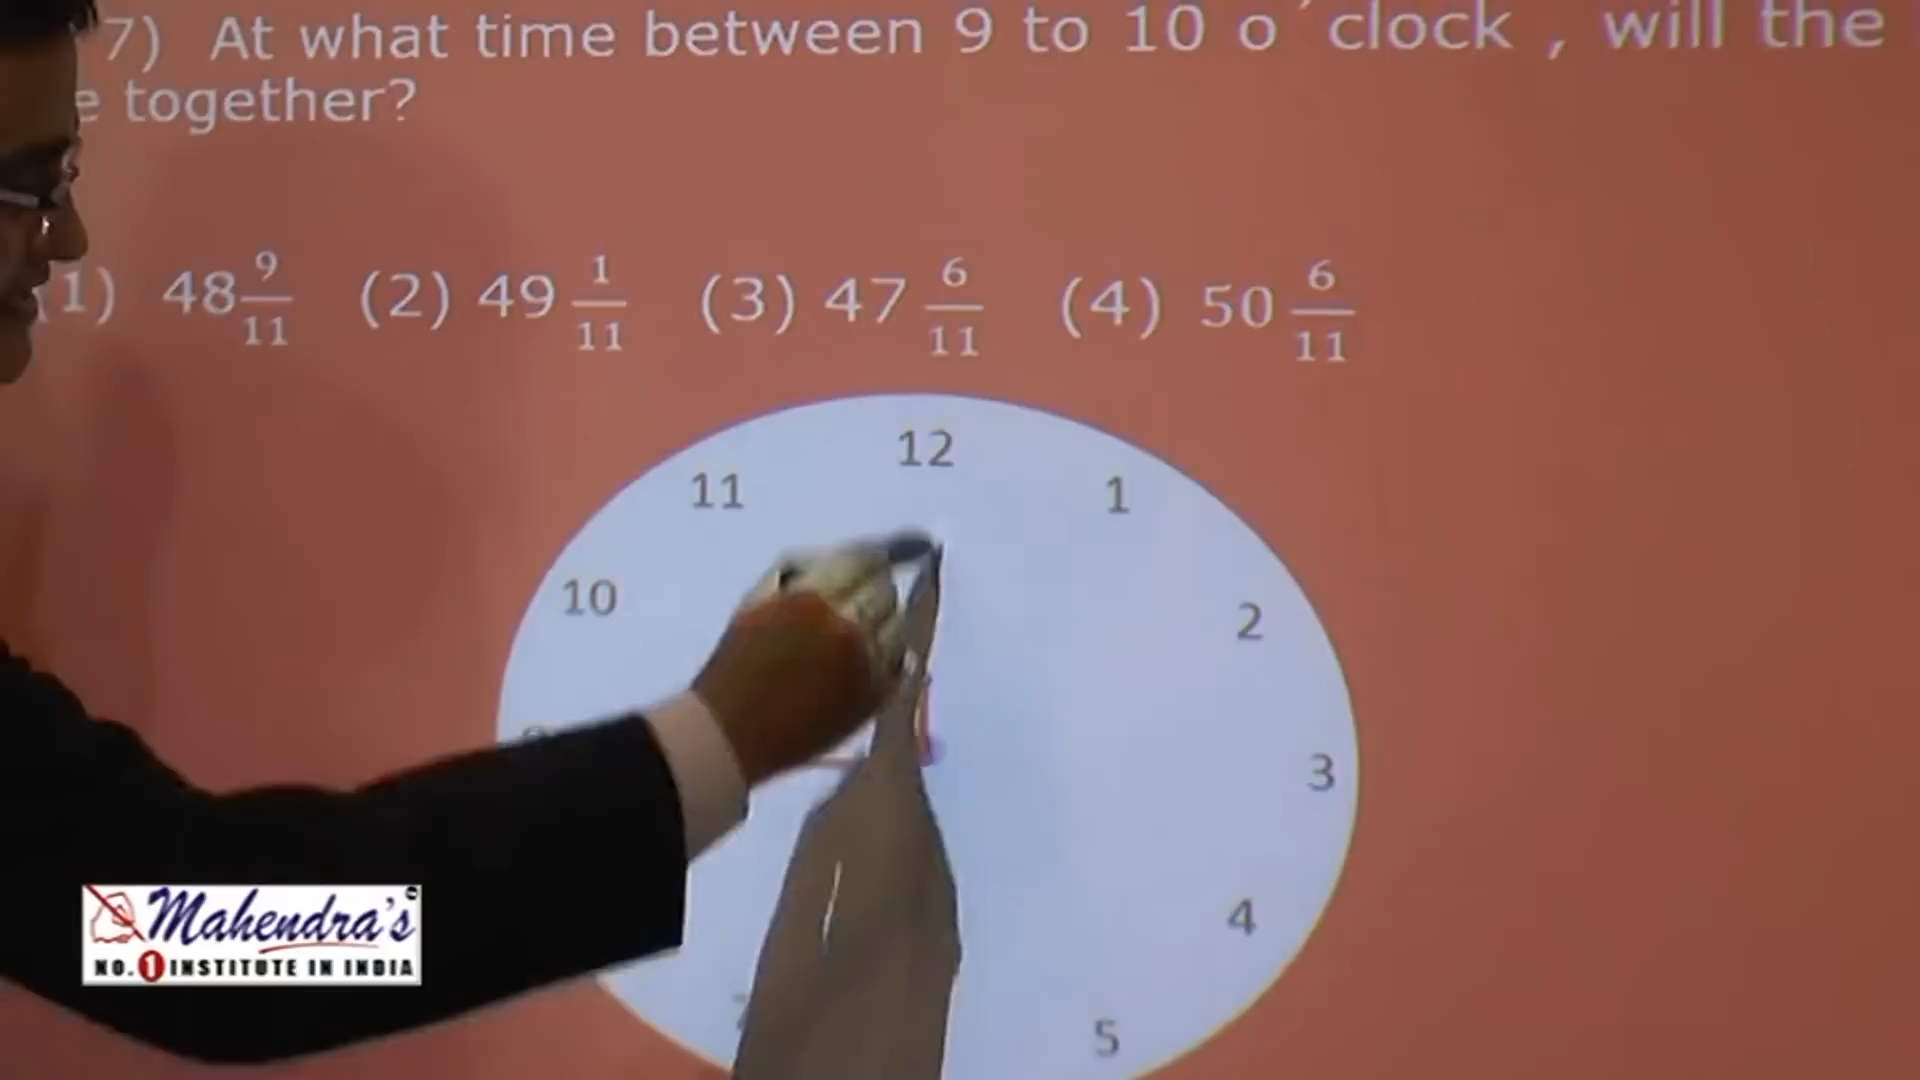 7) At what time between 9 to 10 o´clock , will the
e together?
(1) 48 9/11 (2) 49 1/11 (3) 47 6/11 (4) 50 6/11
12
11
1
10
2
3
4
5
Mahendra's
NO. 1 INSTITUTE IN INDIA